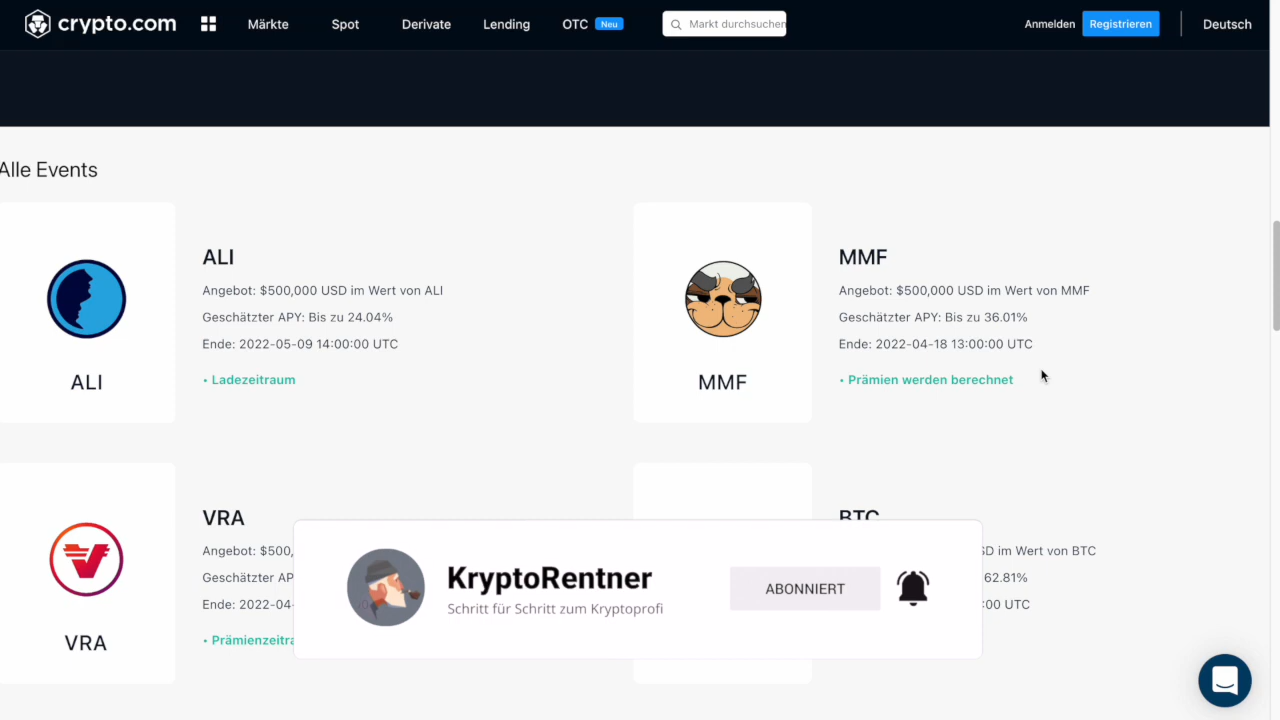 crypto.com
Märkte
Spot
Derivate
Lending
OTC Neu
Markt durchsuchen
Anmelden
Registrieren
Deutsch
Alle Events
ALI
Angebot: $500,000 USD im Wert von ALI
Geschätzter APY: Bis zu 24.04%
Ende: 2022-05-09 14:00:00 UTC
• Ladezeitraum
ALI
MMF
Angebot: $500,000 USD im Wert von MMF
Geschätzter APY: Bis zu 36.01%
Ende: 2022-04-18 13:00:00 UTC
• Prämien werden berechnet
MMF
VRA
Angebot: $500,
Geschätzter AP
Ende: 2022-04-
• Prämienzeitra
VRA
BTC
SD im Wert von BTC
62.81%
:00 UTC
KryptoRentner
Schritt für Schritt zum Kryptoprofi
ABONNIERT